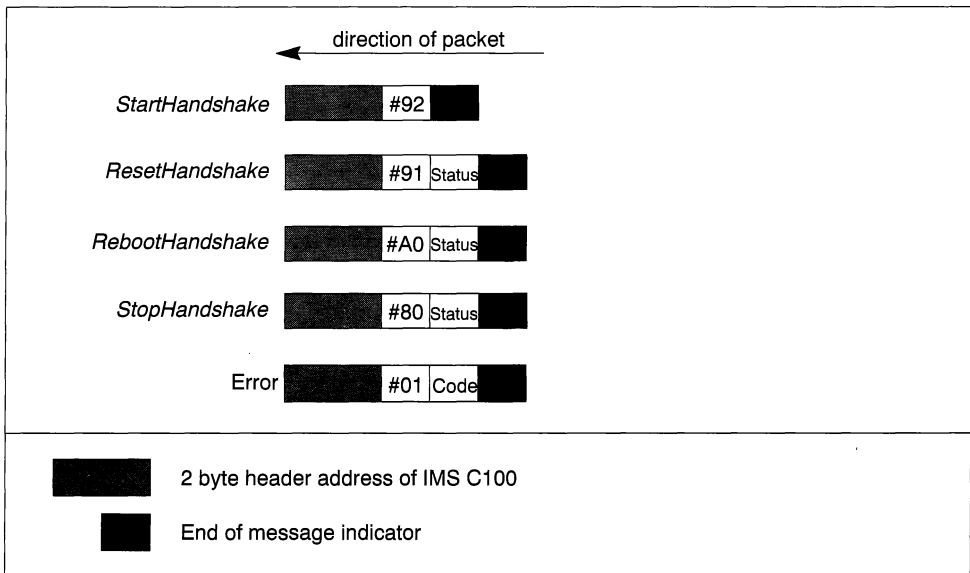 direction of packet
StartHandshake #92
ResetHandshake #91 Status
RebootHandshake #A0 Status
StopHandshake #80 Status
Error #01 Code
2 byte header address of IMS C100
End of message indicator